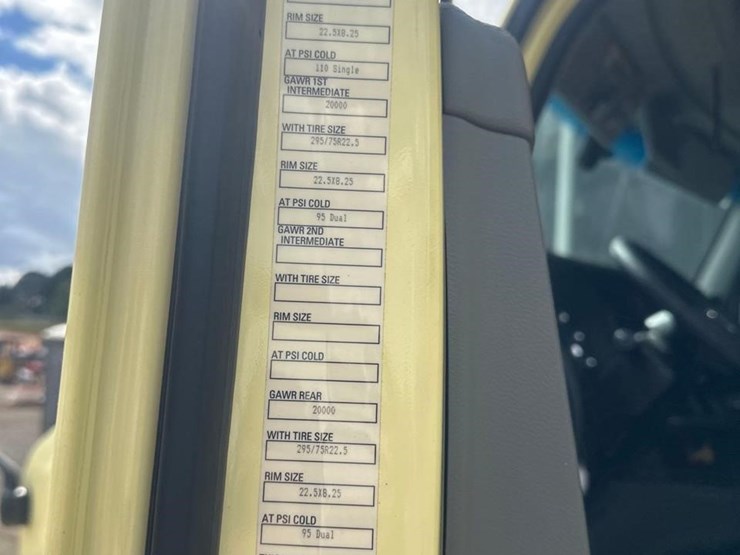 RIM SIZE
22.5X8.25
AT PSI COLD
110 Single
GAWR 1ST
INTERMEDIATE
20000
WITH TIRE SIZE
295/75R22.5
RIM SIZE
22.5X8.25
AT PSI COLD
95 Dual
GAWR 2ND
INTERMEDIATE
WITH TIRE SIZE
RIM SIZE
AT PSI COLD
GAWR REAR
20000
WITH TIRE SIZE
295/75R22.5
RIM SIZE
22.5X8.25
AT PSI COLD
95 Dual